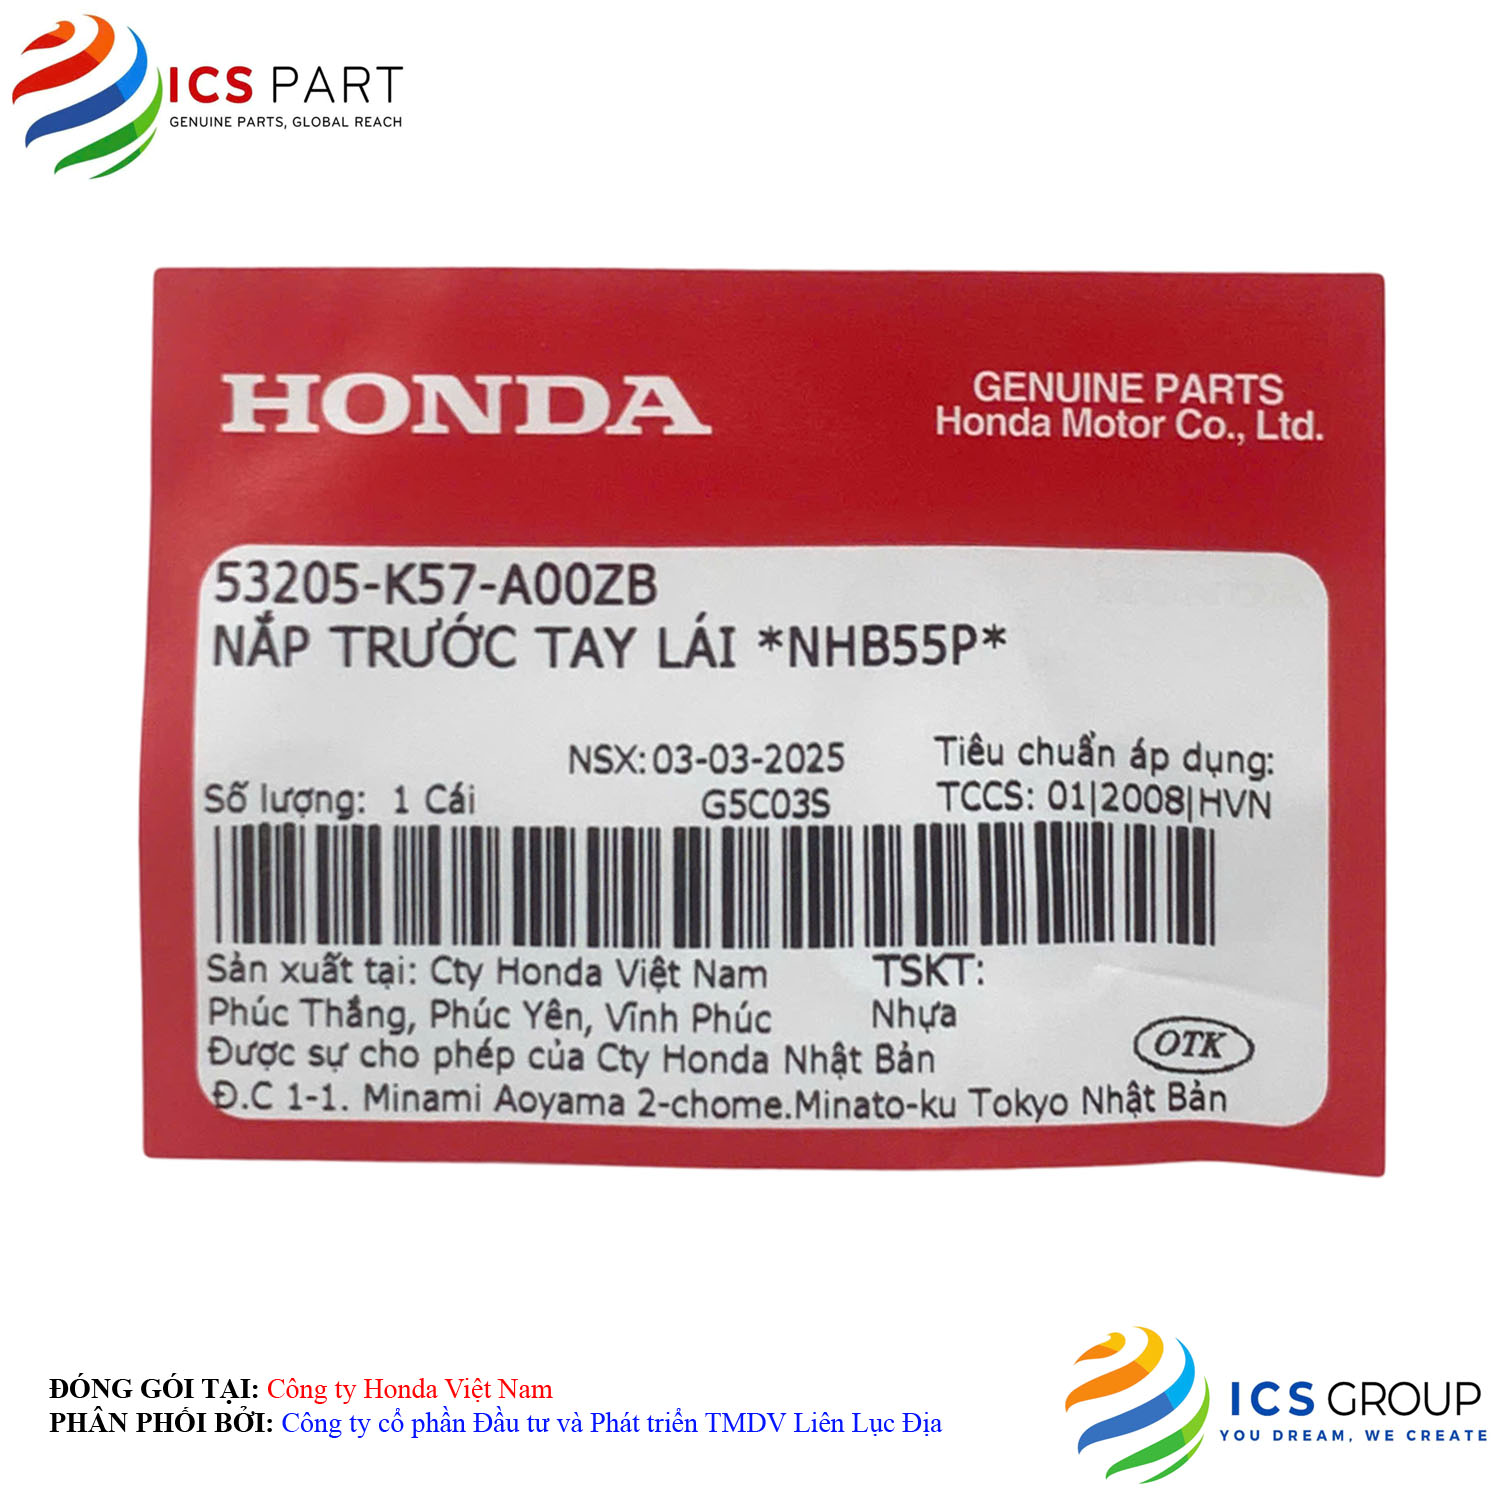 ICS PART
GENUINE PARTS, GLOBAL REACH
HONDA
GENUINE PARTS
Honda Motor Co., Ltd.
53205-K57-A00ZB
NẮP TRƯỚC TAY LÁI *NHB55P*
NSX: 03-03-2025
Tiêu chuẩn áp dụng:
Số lượng: 1 Cái
G5C03S
TCCS: 01|2008|HVN
Sản xuất tại: Cty Honda Việt Nam
TSKT:
Phúc Thắng, Phúc Yên, Vĩnh Phúc
Nhựa
Được sự cho phép của Cty Honda Nhật Bản
OTK
Đ.C 1-1. Minami Aoyama 2-chome.Minato-ku Tokyo Nhật Bản
ĐÓNG GÓI TẠI: Công ty Honda Việt Nam
PHÂN PHỐI BỞI: Công ty cổ phần Đầu tư và Phát triển TMDV Liên Lục Địa
ICS GROUP
YOU DREAM, WE CREATE